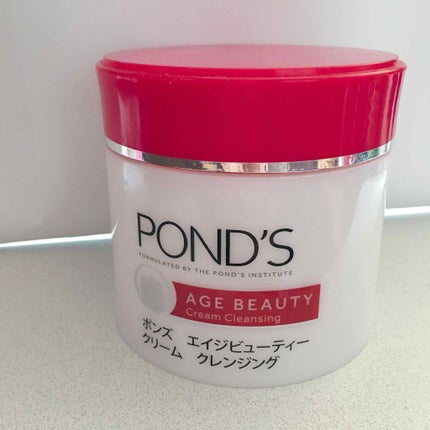 POND'S
FORMULATED BY THE POND'S INSTITUTE
AGE BEAUTY
Cream Cleansing
ポンズ エイジビューティー
クリーム クレンジング